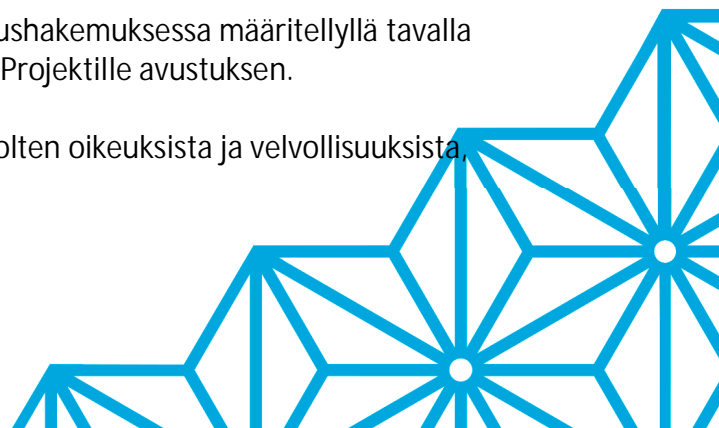 ushakemuksessa määritellyllä tavalla
Projektille avustuksen.
olten oikeuksista ja velvollisuuksista,